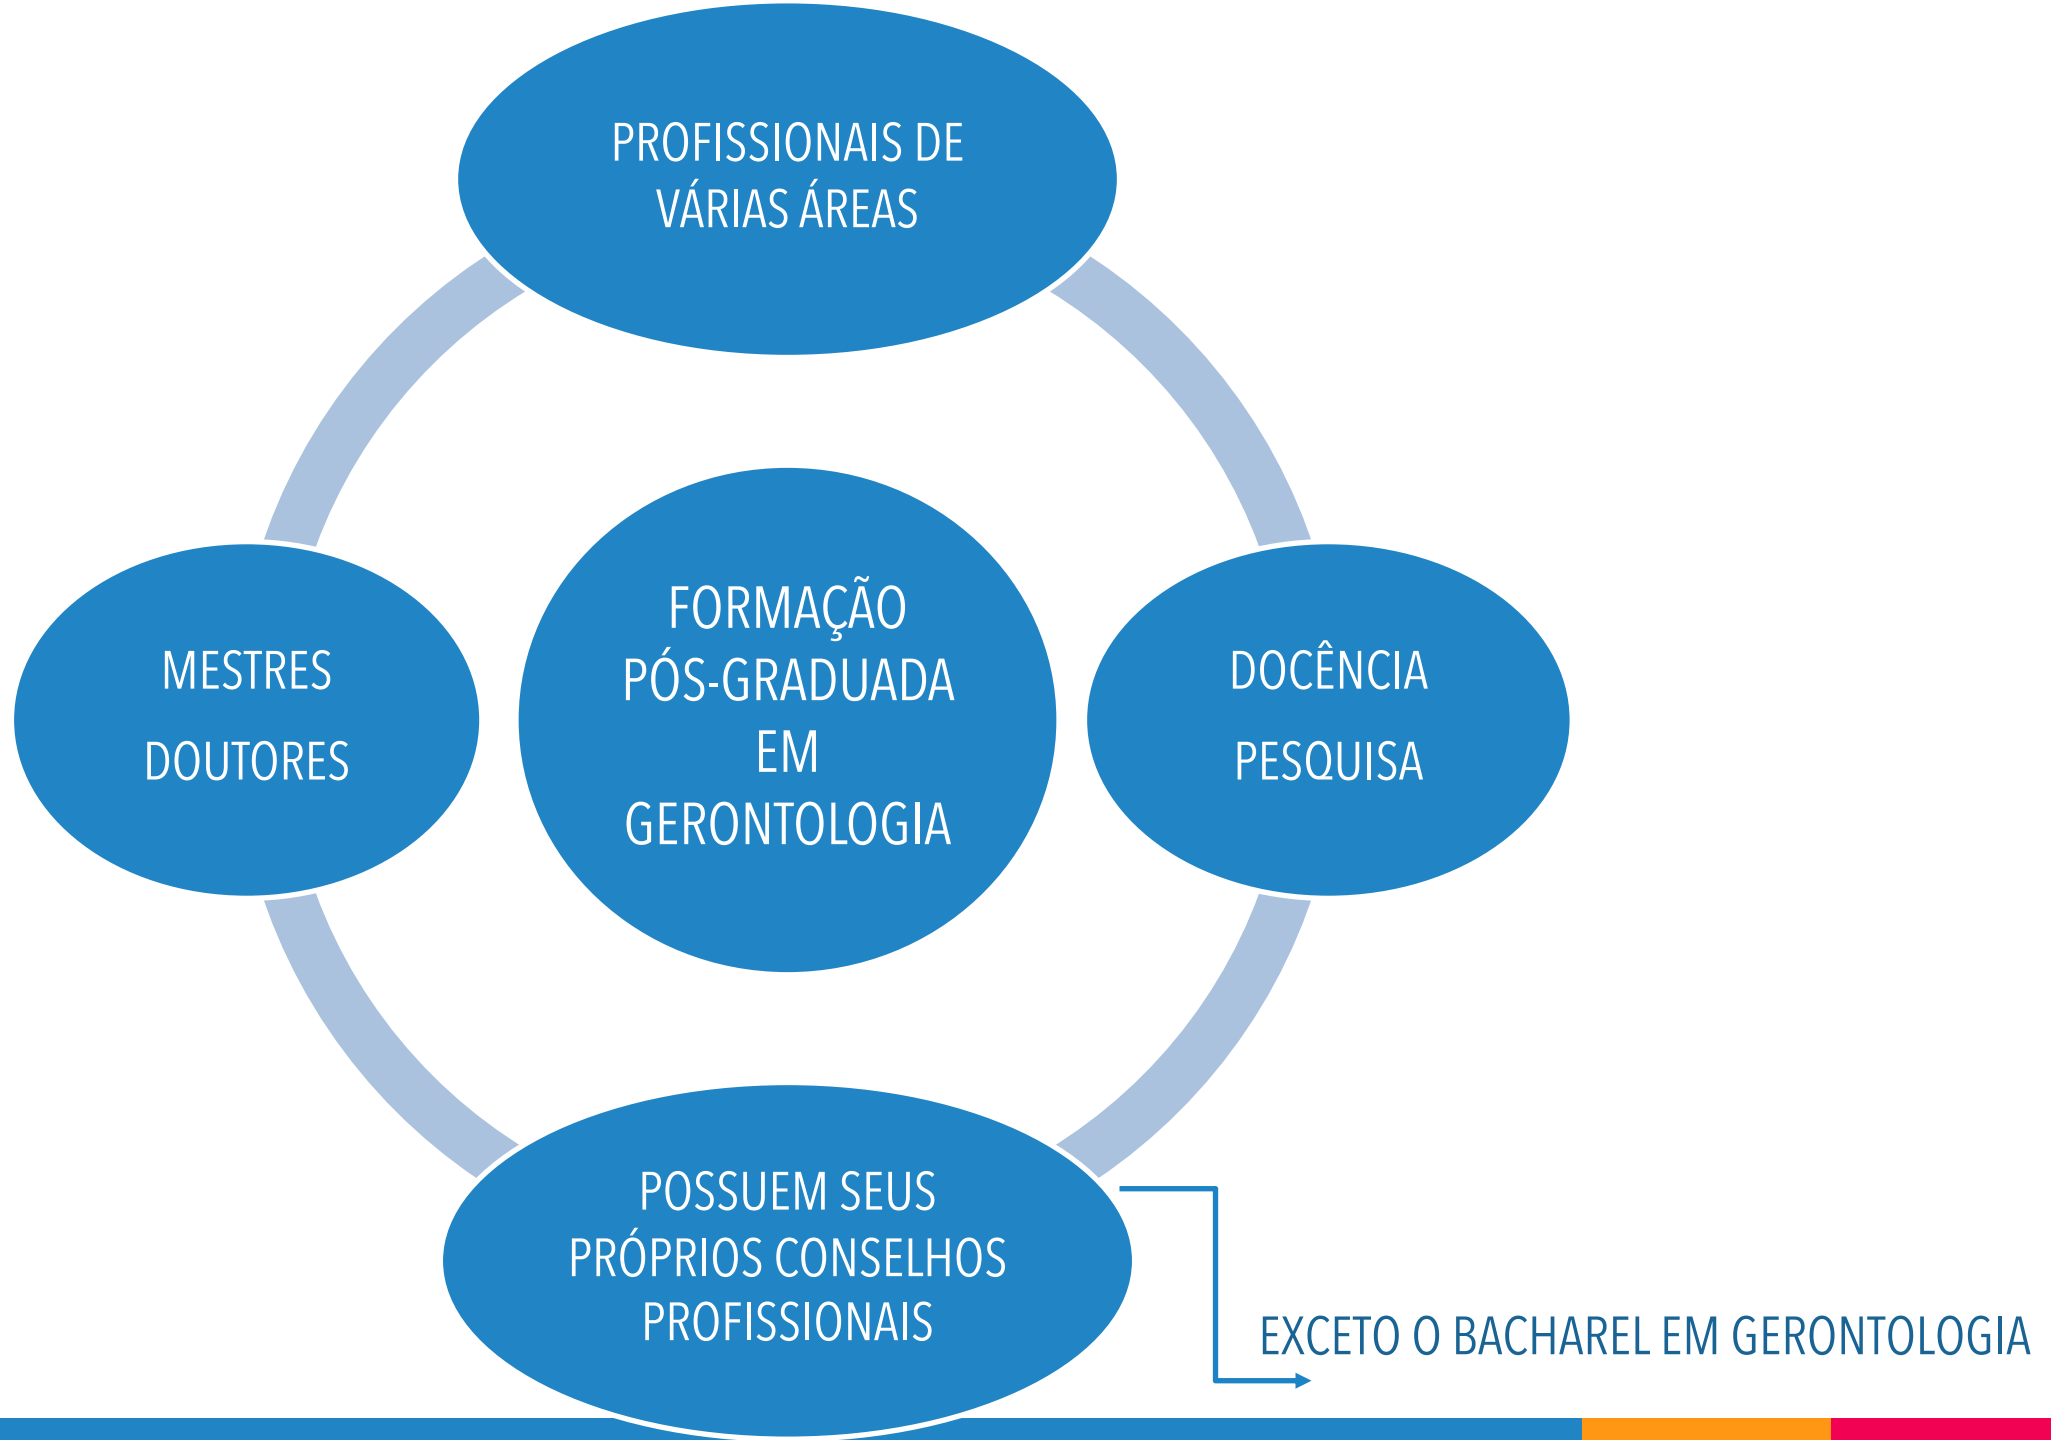 PROFISSIONAIS DE
VÁRIAS ÁREAS
MESTRES
DOUTORES
FORMAÇÃO
PÓS-GRADUADA
EM
GERONTOLOGIA
DOCÊNCIA
PESQUISA
POSSUEM SEUS
PRÓPRIOS CONSELHOS
PROFISSIONAIS
EXCETO O BACHAREL EM GERONTOLOGIA